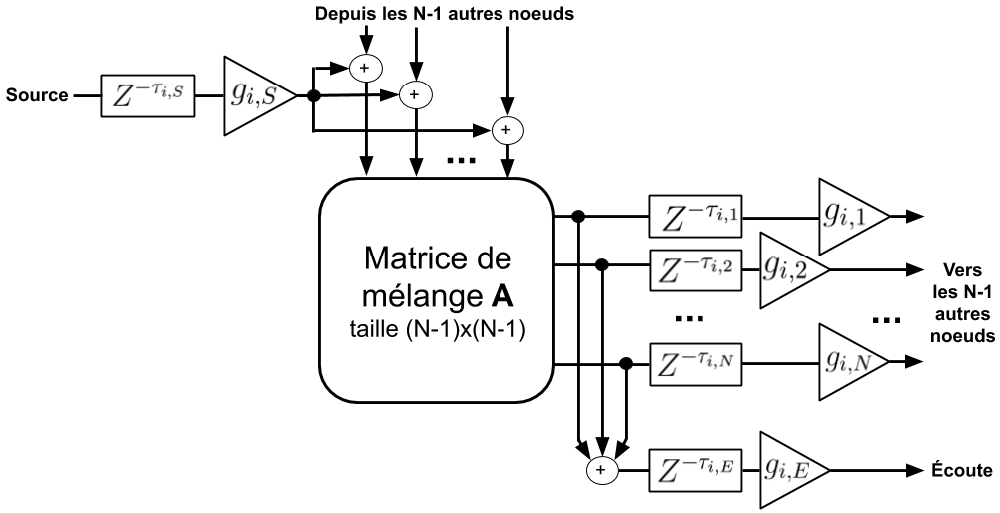 Depuis les N-1 autres noeuds
+
Source
Z^{-τ_{i,S}}
g_{i,S}
+
+
...
Matrice de
mélange A
taille (N-1)x(N-1)
Z^{-τ_{i,1}}
g_{i,1}
Z^{-τ_{i,2}}
g_{i,2}
...
...
Vers
les N-1
autres
noeuds
Z^{-τ_{i,N}}
g_{i,N}
+
Z^{-τ_{i,E}}
g_{i,E}
Écoute